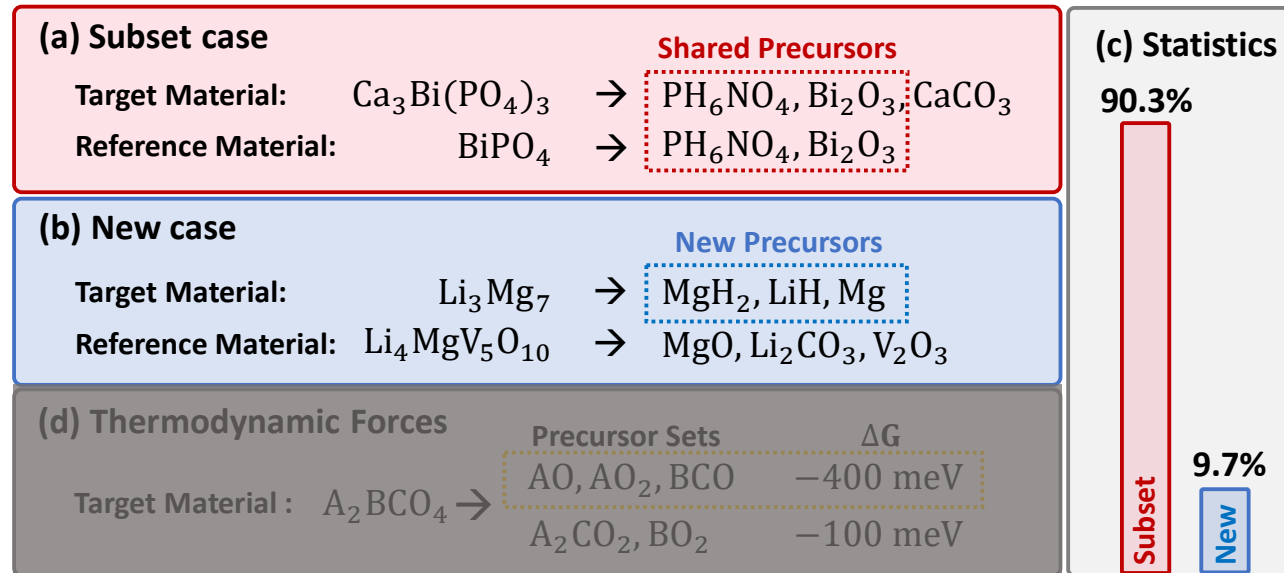 (a) Subset case
Shared Precursors
Target Material: Ca₃Bi(PO₄)₃ → PH₆NO₄, Bi₂O₃, CaCO₃
Reference Material: BiPO₄ → PH₆NO₄, Bi₂O₃
(b) New case
New Precursors
Target Material: Li₃Mg₇ → MgH₂, LiH, Mg
Reference Material: Li₄MgV₅O₁₀ → MgO, Li₂CO₃, V₂O₃
(d) Thermodynamic Forces
Precursor Sets ΔG
AO, AO₂, BCO −400 meV
Target Material : A₂BCO₄ →
A₂CO₂, BO₂ −100 meV
(c) Statistics
90.3%
Subset
9.7%
New